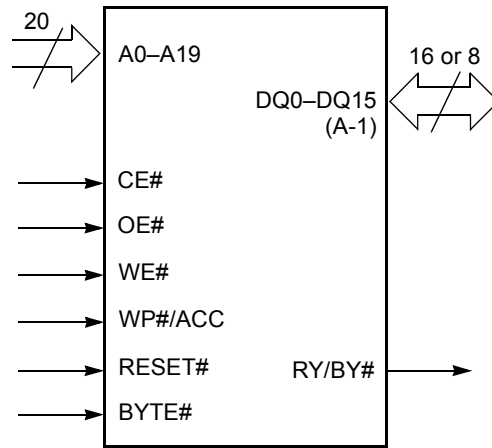 20
A0–A19
16 or 8
DQ0–DQ15
(A-1)
CE#
OE#
WE#
WP#/ACC
RESET#
RY/BY#
BYTE#